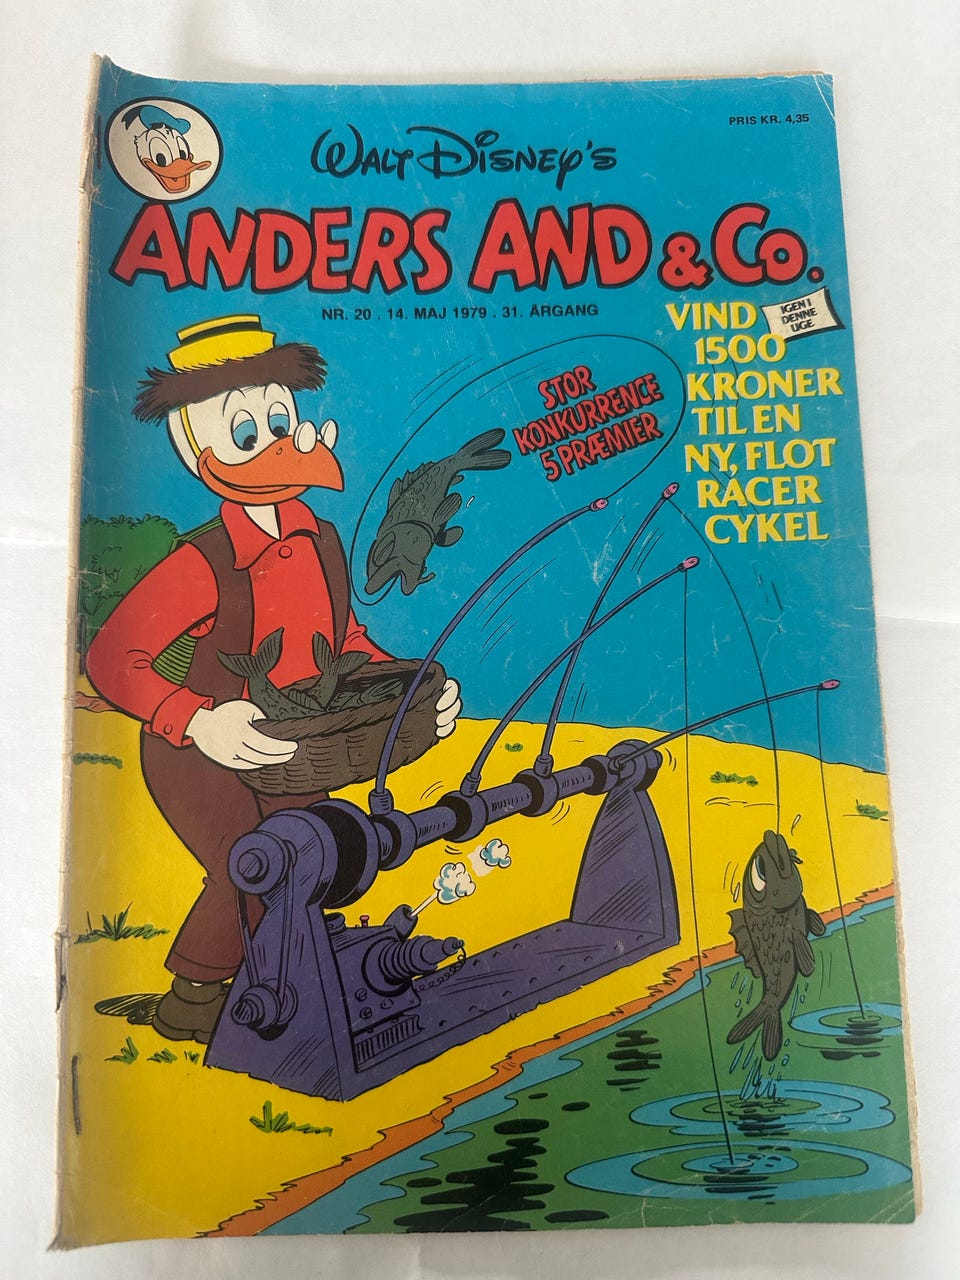 PRIS KR. 4,35
WALT DISNEY'S
ANDERS AND & CO.
NR. 20 . 14. MAJ 1979 . 31. ÅRGANG
VIND
1500
KRONER
TIL EN
NY, FLOT
RACER
CYKEL
IGEN I
DENNE
UGE
STOR
KONKURRENCE
5 PRÆMIER